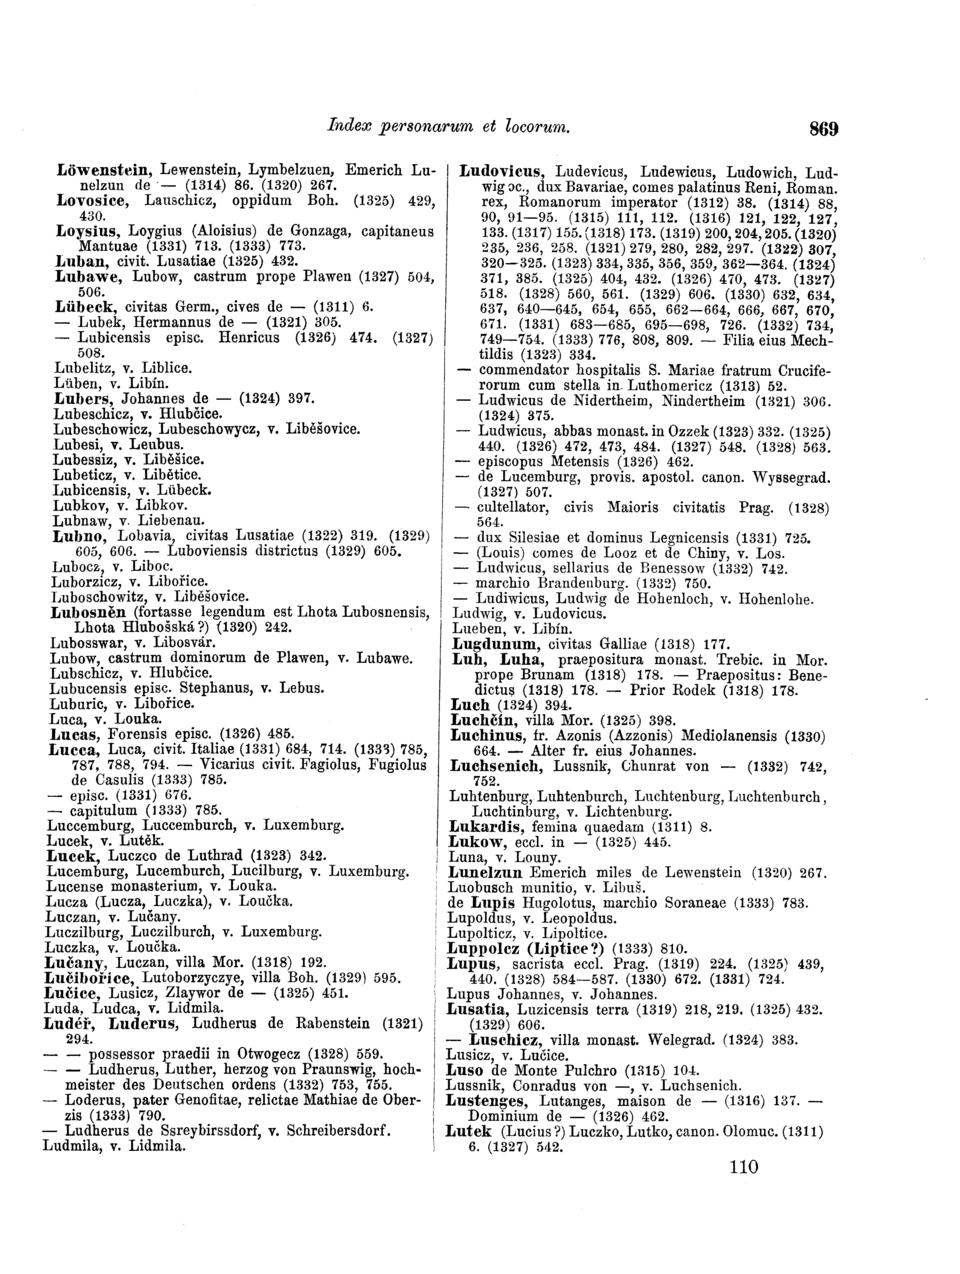 Index personarum et locorum.
869
Löwenstein, Lewenstein, Lymbelzuen, Emerich Lu-
nelzun de — (1314) 86. (1320) 267.
Lovosice, Lauschicz, oppidum Boh. (1325) 429,
430.
Loysius, Loygius (Aloisius) de Gonzaga, capitaneus
Mantuae (1331) 713. (1333) 773.
Luban, civit. Lusatiae (1325) 432.
Lubawe, Lubow, castrum prope Plawen (1327) 504,
506.
Lübeck, civitas Germ., cives de — (1311) 6.
— Lubek, Hermannus de — (1321) 305.
— Lubicensis episc. Henricus (1326) 474. (1327)
508.
Lubelitz, v. Liblice.
Lüben, v. Libín.
Lubers, Johannes de — (1324) 397.
Lubeschicz, v. Hlubčice.
Lubeschowicz, Lubeschowycz, v. Liběšovice.
Lubesi, v. Leubus.
Lubessiz, v. Liběšice.
Lubeticz, v. Libětice.
Lubicensis, v. Lübeck.
Lubkov, v. Libkov.
Lubnaw, v. Liebenau.
Lubno, Lobavia, civitas Lusatiae (1322) 319. (1329)
605, 606. — Luboviensis districtus (1329) 605.
Lubocz, v. Liboc.
Luborzicz, v. Libořice.
Luboschowitz, v. Liběšovice.
Lubosněn (fortasse legendum est Lhota Lubosnensis,
Lhota Hlubošská?) (1320) 242.
Lubosswar, v. Libosvár.
Lubow, castrum dominorum de Plawen, v. Lubawe.
Lubschicz, v. Hlubčice.
Lubucensis episc. Stephanus, v. Lebus.
Luburic, v. Libořice.
Luca, v. Louka.
Lucas, Forensis episc. (1326) 485.
Lucca, Luca, civit. Italiae (1331) 684, 714. (1333) 785,
787, 788, 794. — Vicarius civit. Fagiolus, Fugiolus
de Casulis (1333) 785.
— episc. (1331) 676.
— capitulum (1333) 785.
Luccemburg, Luccemburch, v. Luxemburg.
Lucek, v. Luték.
Lucek, Luczco de Luthrad (1323) 342.
Lucemburg, Lucemburch, Lucilburg, v. Luxemburg.
Lucense monasterium, v. Louka.
Lucza (Lucza, Luczka), v. Loučka.
Luczan, v. Lučany.
Luczilburg, Luczilburch, v. Luxemburg.
Luczka, v. Loučka.
Lučany, Luczan, villa Mor. (1318) 192.
Lučibořice, Lutoborzyczye, villa Boh. (1329) 595.
Lučice, Lusicz, Zlaywor de — (1325) 451.
Luda, Ludca, v. Lidmila.
Luděř, Luderus, Ludherus de Rabenstein (1321)
294.
— — possessor praedii in Otwogecz (1328) 559.
— — Ludherus, Luther, herzog von Praunswig, hoch-
meister des Deutschen ordens (1332) 753, 755.
— Loderus, pater Genofitae, relictae Mathiae de Ober-
zis (1333) 790.
— Ludherus de Ssreybirssdorf, v. Schreibersdorf.
Ludmila, v. Lidmila.
Ludovicus, Ludevicus, Ludewicus, Ludowich, Lud-
wig ɔc., dux Bavariae, comes palatinus Reni, Roman.
rex, Romanorum imperator (1312) 38. (1314) 88,
90, 91—95. (1315) 111, 112. (1316) 121, 122, 127,
133. (1317) 155. (1318) 173. (1319) 200, 204, 205. (1320)
235, 236, 258. (1321) 279, 280, 282, 297. (1322) 307,
320—325. (1323) 334, 335, 356, 359, 362—364. (1324)
371, 385. (1325) 404, 432. (1326) 470, 473. (1327)
518. (1328) 560, 561. (1329) 606. (1330) 632, 634,
637, 640—645, 654, 655, 662—664, 666, 667, 670,
671. (1331) 683—685, 695—698, 726. (1332) 734,
749—754. (1333) 776, 808, 809. — Filia eius Mech-
tildis (1323) 334.
— commendator hospitalis S. Mariae fratrum Crucife-
rorum cum stella in Luthomericz (1313) 52.
— Ludwicus de Nidertheim, Nindertheim (1321) 306.
(1324) 375.
— Ludwicus, abbas monast. in Ozzek (1323) 332. (1325)
440. (1326) 472, 473, 484. (1327) 548. (1328) 563.
— episcopus Metensis (1326) 462.
— de Lucemburg, provis. apostol. canon. Wyssegrad.
(1327) 507.
— cultellator, civis Maioris civitatis Prag. (1328)
564.
— dux Silesiae et dominus Legnicensis (1331) 725.
— (Louis) comes de Looz et de Chiny, v. Los.
— Ludwicus, sellarius de Benessow (1332) 742.
— marchio Brandenburg. (1332) 750.
— Ludiwicus, Ludwig de Hohenloch, v. Hohenlohe.
Ludwig, v. Ludovicus.
Lueben, v. Libín.
Lugdunum, civitas Galliae (1318) 177.
Luh, Luha, praepositura monast. Trebic. in Mor.
prope Brunam (1318) 178. — Praepositus: Bene-
dictus (1318) 178. — Prior Rodek (1318) 178.
Luch (1324) 394.
Luchčín, villa Mor. (1325) 398.
Luchinus, fr. Azonis (Azzonis) Mediolanensis (1330)
664. — Alter fr. eius Johannes.
Luchsenich, Lussnik, Chunrat von — (1332) 742,
752.
Luhtenburg, Luhtenburch, Luchtenburg, Luchtenburch,
Luchtinburg, v. Lichtenburg.
Lukardis, femina quaedam (1311) 8.
Lukow, eccl. in — (1325) 445.
Luna, v. Louny.
Lunelzun Emerich miles de Lewenstein (1320) 267.
Luobusch munitio, v. Libuš.
de Lupis Hugolotus, marchio Soraneae (1333) 783.
Lupoldus, v. Leopoldus.
Lupolticz, v. Lipoltice.
Luppolcz (Liptice?) (1333) 810.
Lupus, sacrista eccl. Prag. (1319) 224. (1325) 439,
440. (1328) 584—587. (1330) 672. (1331) 724.
Lupus Johannes, v. Johannes.
Lusatia, Luzicensis terra (1319) 218, 219. (1325) 432.
(1329) 606.
— Luschicz, villa monast. Welegrad. (1324) 383.
Lusicz, v. Lučice.
Luso de Monte Pulchro (1315) 104.
Lussnik, Conradus von —, v. Luchsenich.
Lustenges, Lutanges, maison de — (1316) 137. —
Dominium de — (1326) 462.
Lutek (Lucius?) Luczko, Lutko, canon. Olomuc. (1311)
6. (1327) 542.
110